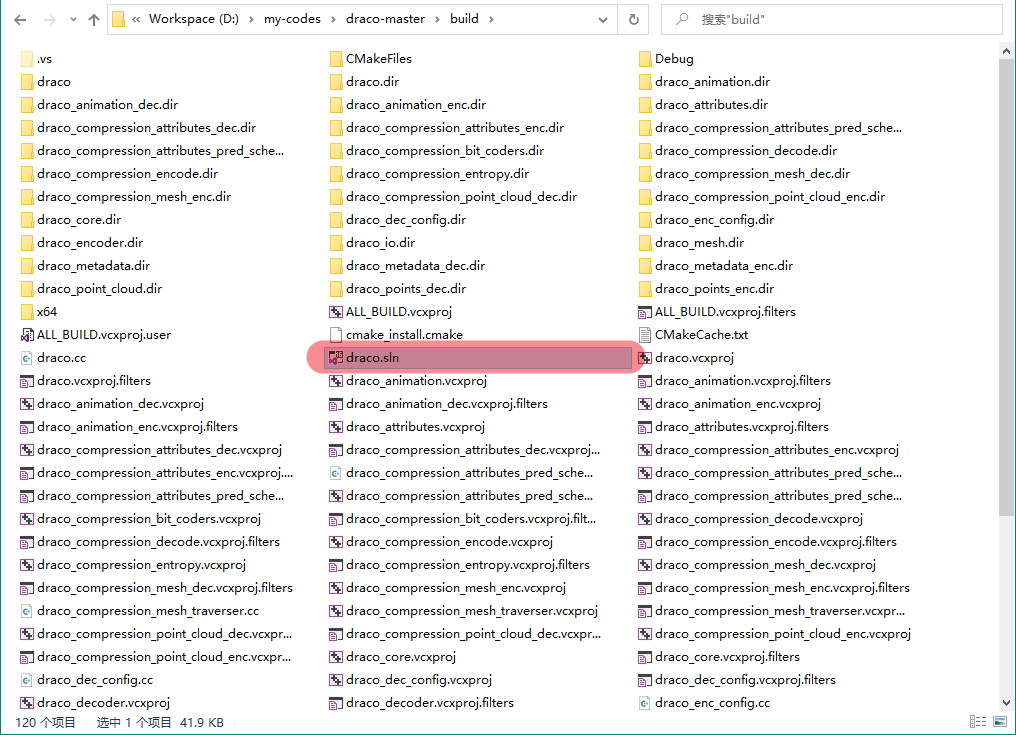 « Workspace (D:) › my-codes › draco-master › build › 搜索"build"
.vs CMakeFiles Debug
draco draco.dir draco_animation.dir
draco_animation_dec.dir draco_animation_enc.dir draco_attributes.dir
draco_compression_attributes_dec.dir draco_compression_attributes_enc.dir draco_compression_attributes_pred_sche...
draco_compression_attributes_pred_sche... draco_compression_bit_coders.dir draco_compression_decode.dir
draco_compression_encode.dir draco_compression_entropy.dir draco_compression_mesh_dec.dir
draco_compression_mesh_enc.dir draco_compression_point_cloud_dec.dir draco_compression_point_cloud_enc.dir
draco_core.dir draco_dec_config.dir draco_enc_config.dir
draco_encoder.dir draco_io.dir draco_mesh.dir
draco_metadata.dir draco_metadata_dec.dir draco_metadata_enc.dir
draco_point_cloud.dir draco_points_dec.dir draco_points_enc.dir
x64 ALL_BUILD.vcxproj ALL_BUILD.vcxproj.filters
ALL_BUILD.vcxproj.user cmake_install.cmake CMakeCache.txt
draco.cc draco.sln draco.vcxproj
draco.vcxproj.filters draco_animation.vcxproj draco_animation.vcxproj.filters
draco_animation_dec.vcxproj draco_animation_dec.vcxproj.filters draco_animation_enc.vcxproj
draco_animation_enc.vcxproj.filters draco_attributes.vcxproj draco_attributes.vcxproj.filters
draco_compression_attributes_dec.vcxproj draco_compression_attributes_dec.vcxproj... draco_compression_attributes_enc.vcxproj
draco_compression_attributes_enc.vcxproj.... draco_compression_attributes_pred_sche... draco_compression_attributes_pred_sche...
draco_compression_attributes_pred_sche... draco_compression_attributes_pred_sche... draco_compression_attributes_pred_sche...
draco_compression_bit_coders.vcxproj draco_compression_bit_coders.vcxproj.filt... draco_compression_decode.vcxproj
draco_compression_decode.vcxproj.filters draco_compression_encode.vcxproj draco_compression_encode.vcxproj.filters
draco_compression_entropy.vcxproj draco_compression_entropy.vcxproj.filters draco_compression_mesh_dec.vcxproj
draco_compression_mesh_dec.vcxproj.filters draco_compression_mesh_enc.vcxproj draco_compression_mesh_enc.vcxproj.filters
draco_compression_mesh_traverser.cc draco_compression_mesh_traverser.vcxproj draco_compression_mesh_traverser.vcxpr...
draco_compression_point_cloud_dec.vcxpr... draco_compression_point_cloud_dec.vcxpr... draco_compression_point_cloud_enc.vcxproj
draco_compression_point_cloud_enc.vcxpr... draco_core.vcxproj draco_core.vcxproj.filters
draco_dec_config.cc draco_dec_config.vcxproj draco_dec_config.vcxproj.filters
draco_decoder.vcxproj draco_decoder.vcxproj.filters draco_enc_config.cc
120 个项目 选中 1 个项目 41.9 KB